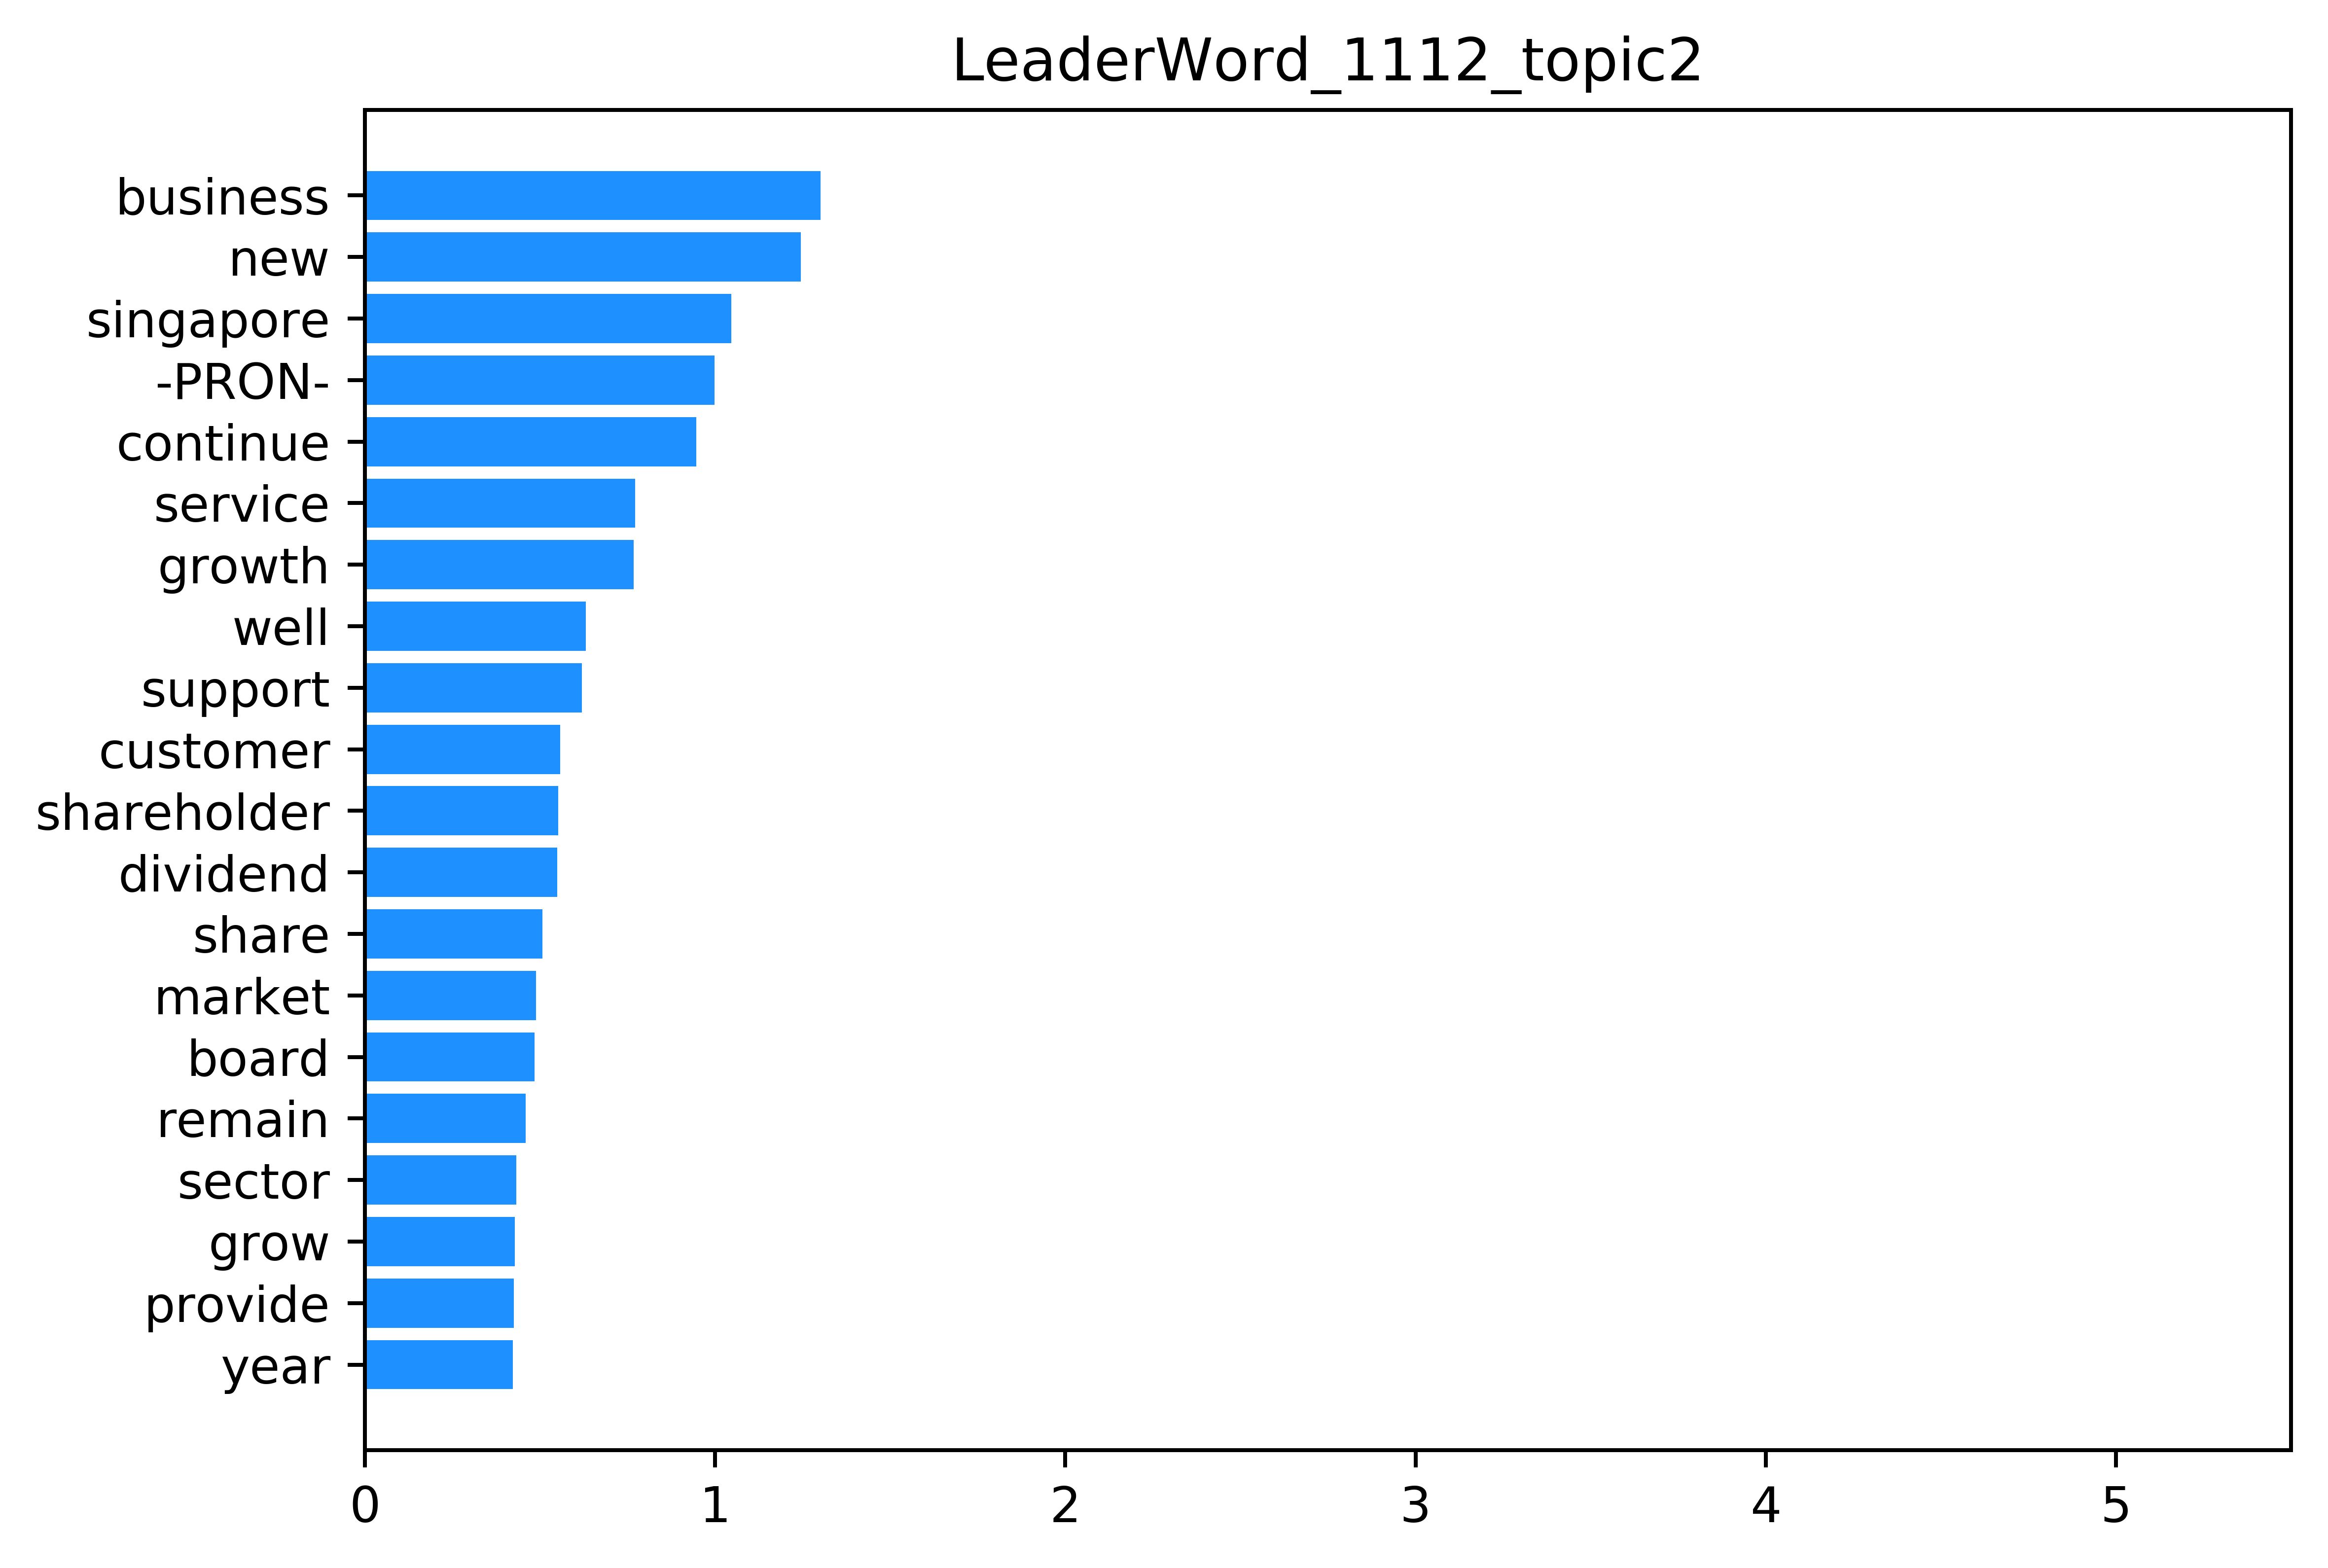 LeaderWord_1112_topic2
business
new
singapore
-PRON-
continue
service
growth
well
support
customer
shareholder
dividend
share
market
board
remain
sector
grow
provide
year
0 1 2 3 4 5